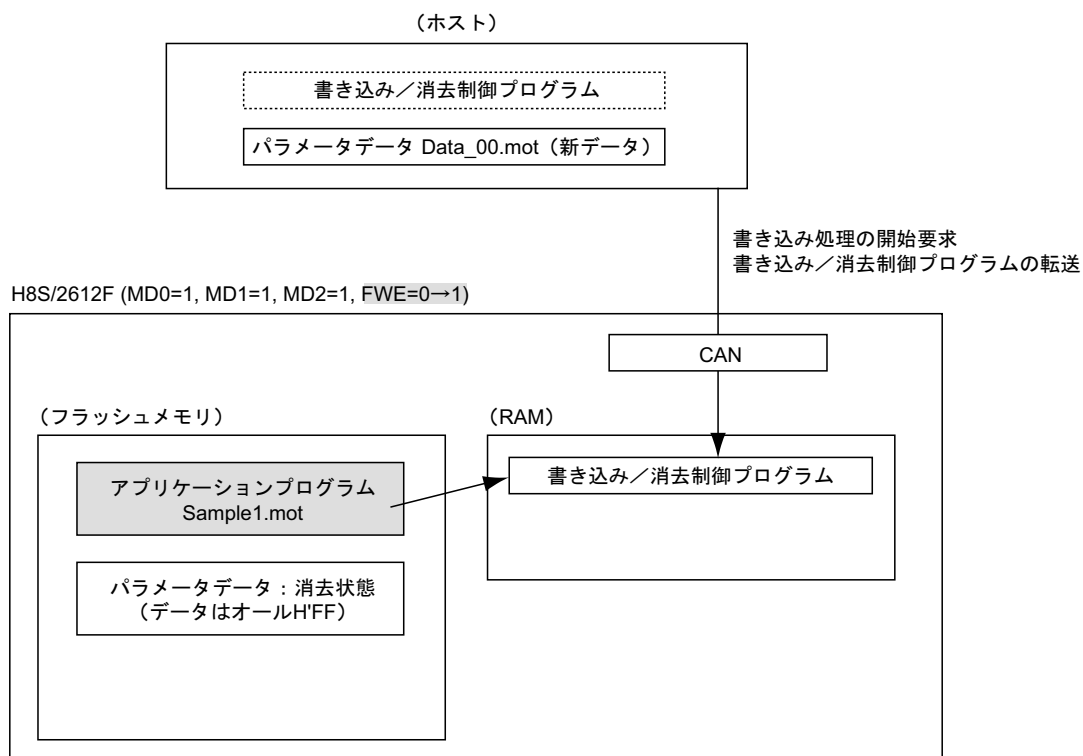 （ホスト）
書き込み／消去制御プログラム
パラメータデータ Data_00.mot（新データ）
書き込み処理の開始要求
書き込み／消去制御プログラムの転送
H8S/2612F (MD0=1, MD1=1, MD2=1, FWE=0→1)
CAN
（フラッシュメモリ）
（RAM）
アプリケーションプログラム
Sample1.mot
書き込み／消去制御プログラム
パラメータデータ：消去状態
（データはオールH'FF）